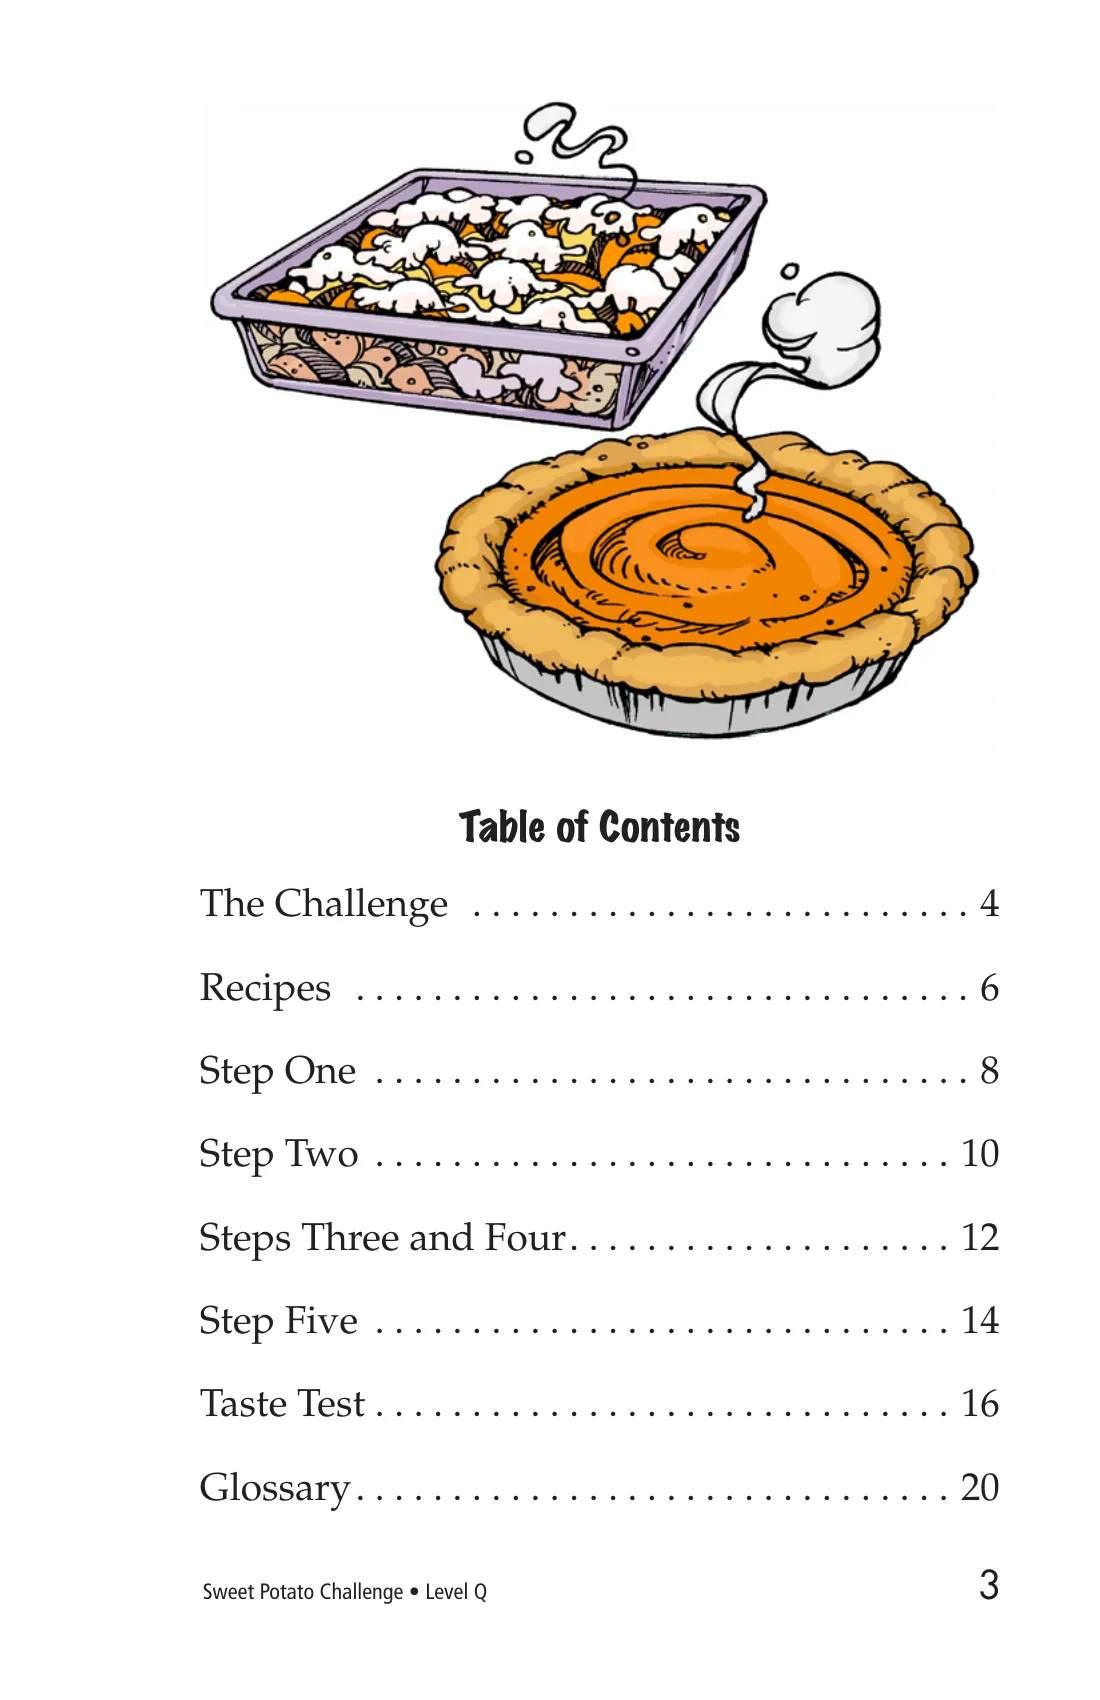 Table of Contents
The Challenge . . . . . . . . . . . . . . . . . . . . . . . . . . 4
Recipes . . . . . . . . . . . . . . . . . . . . . . . . . . . . . . . . 6
Step One . . . . . . . . . . . . . . . . . . . . . . . . . . . . . . . 8
Step Two . . . . . . . . . . . . . . . . . . . . . . . . . . . . . . 10
Steps Three and Four. . . . . . . . . . . . . . . . . . . . 12
Step Five . . . . . . . . . . . . . . . . . . . . . . . . . . . . . . 14
Taste Test . . . . . . . . . . . . . . . . . . . . . . . . . . . . . . 16
Glossary. . . . . . . . . . . . . . . . . . . . . . . . . . . . . . . 20
Sweet Potato Challenge • Level Q 3